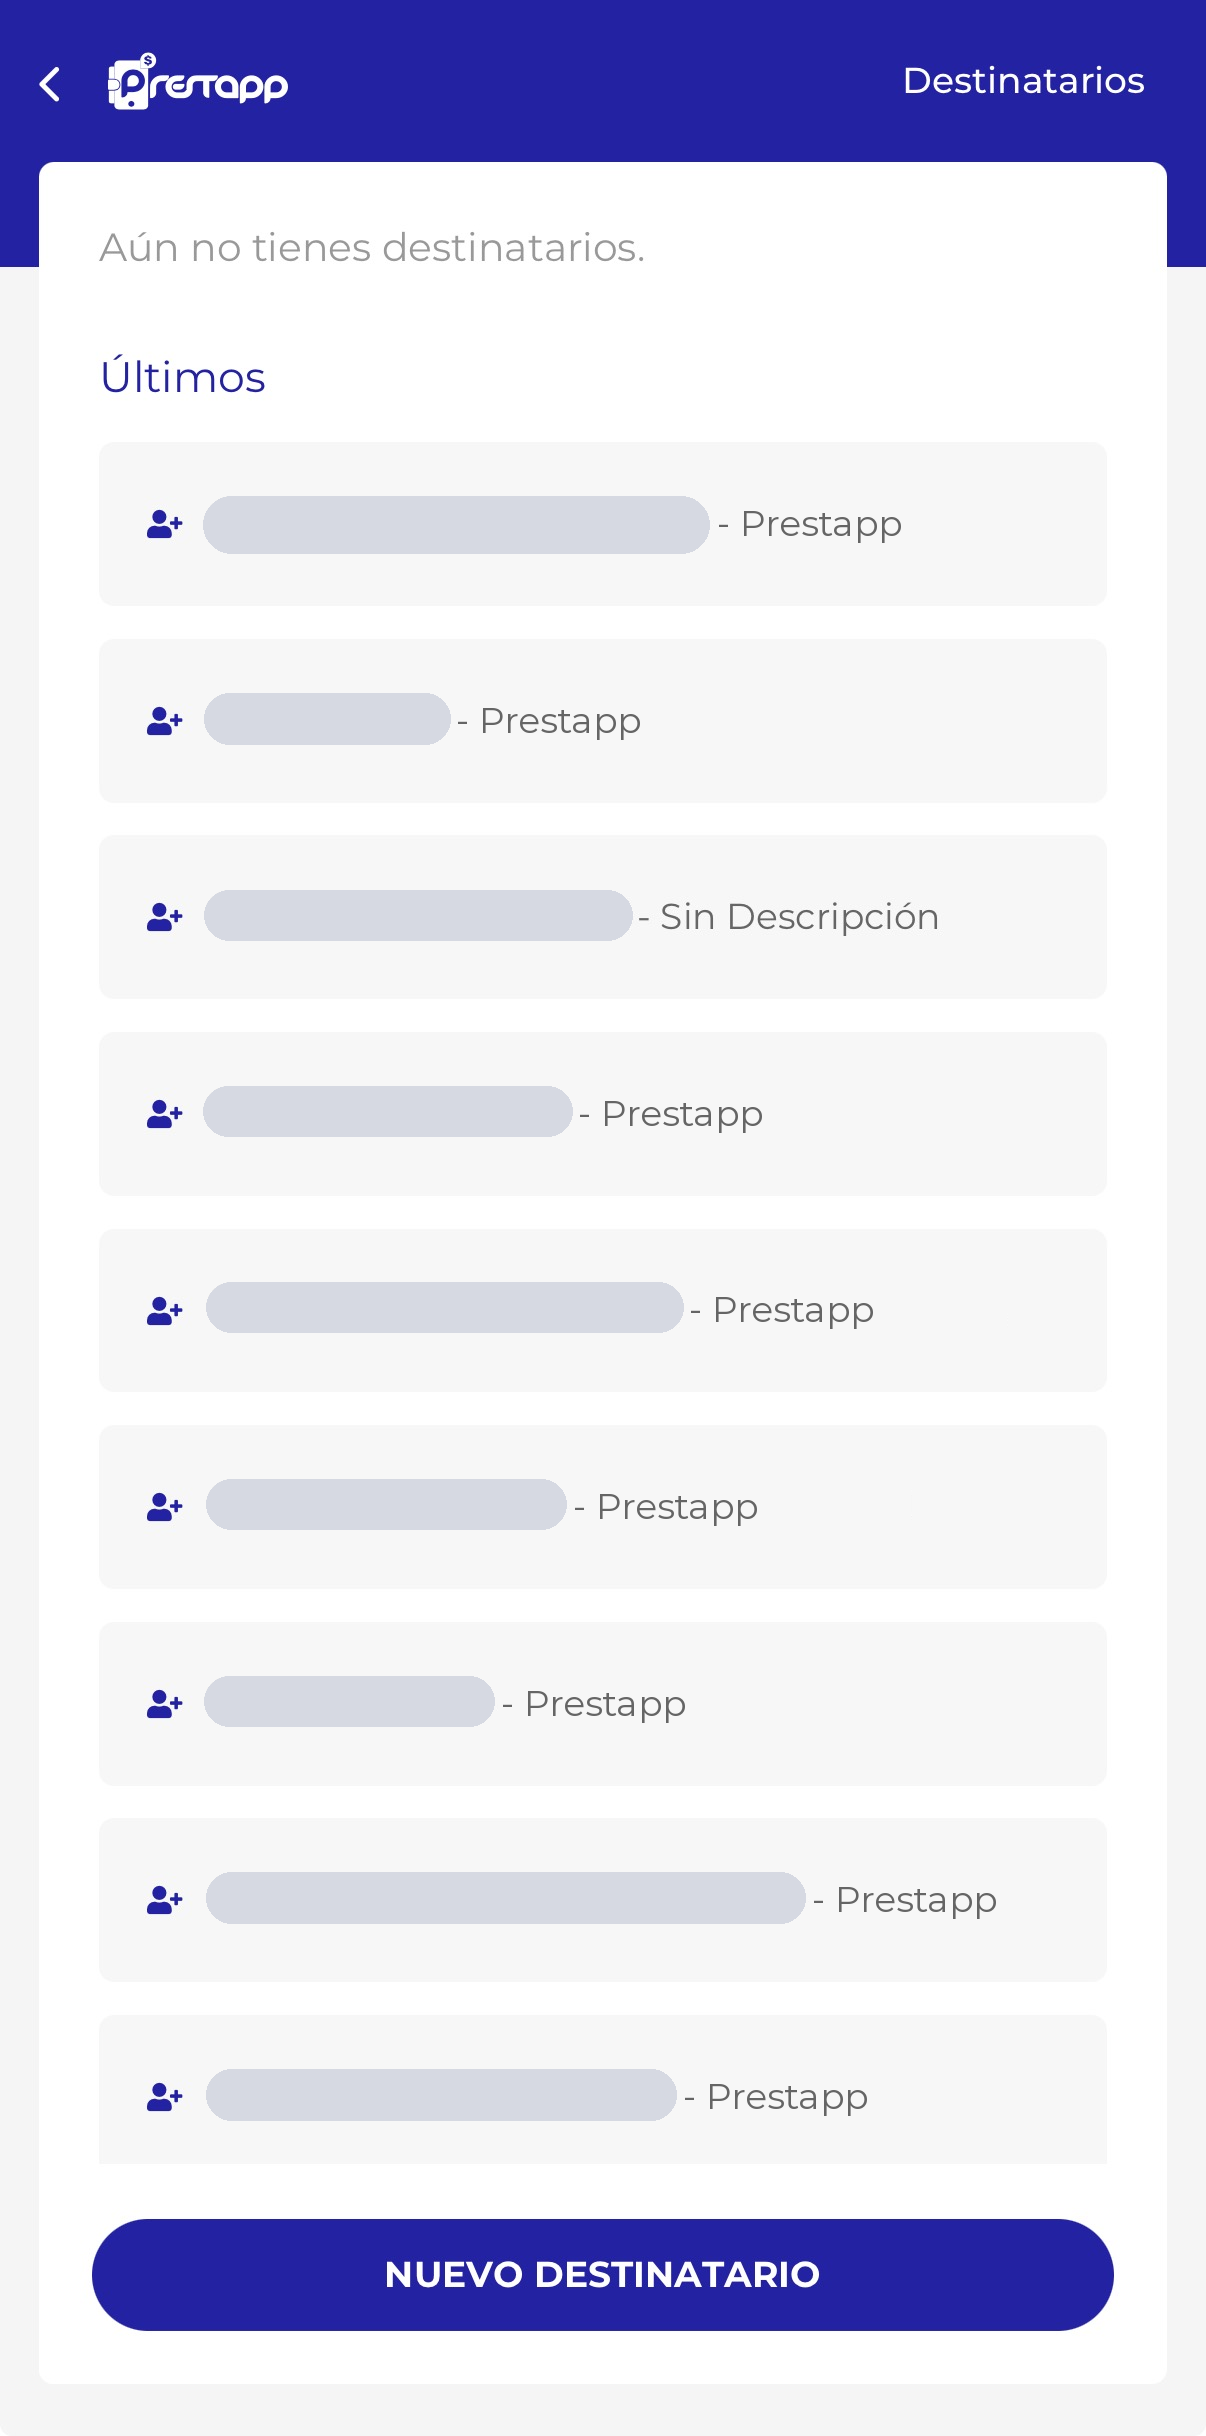 Prestapp
Destinatarios
Aún no tienes destinatarios.
Últimos
- Prestapp
- Prestapp
- Sin Descripción
- Prestapp
- Prestapp
- Prestapp
- Prestapp
- Prestapp
- Prestapp
NUEVO DESTINATARIO